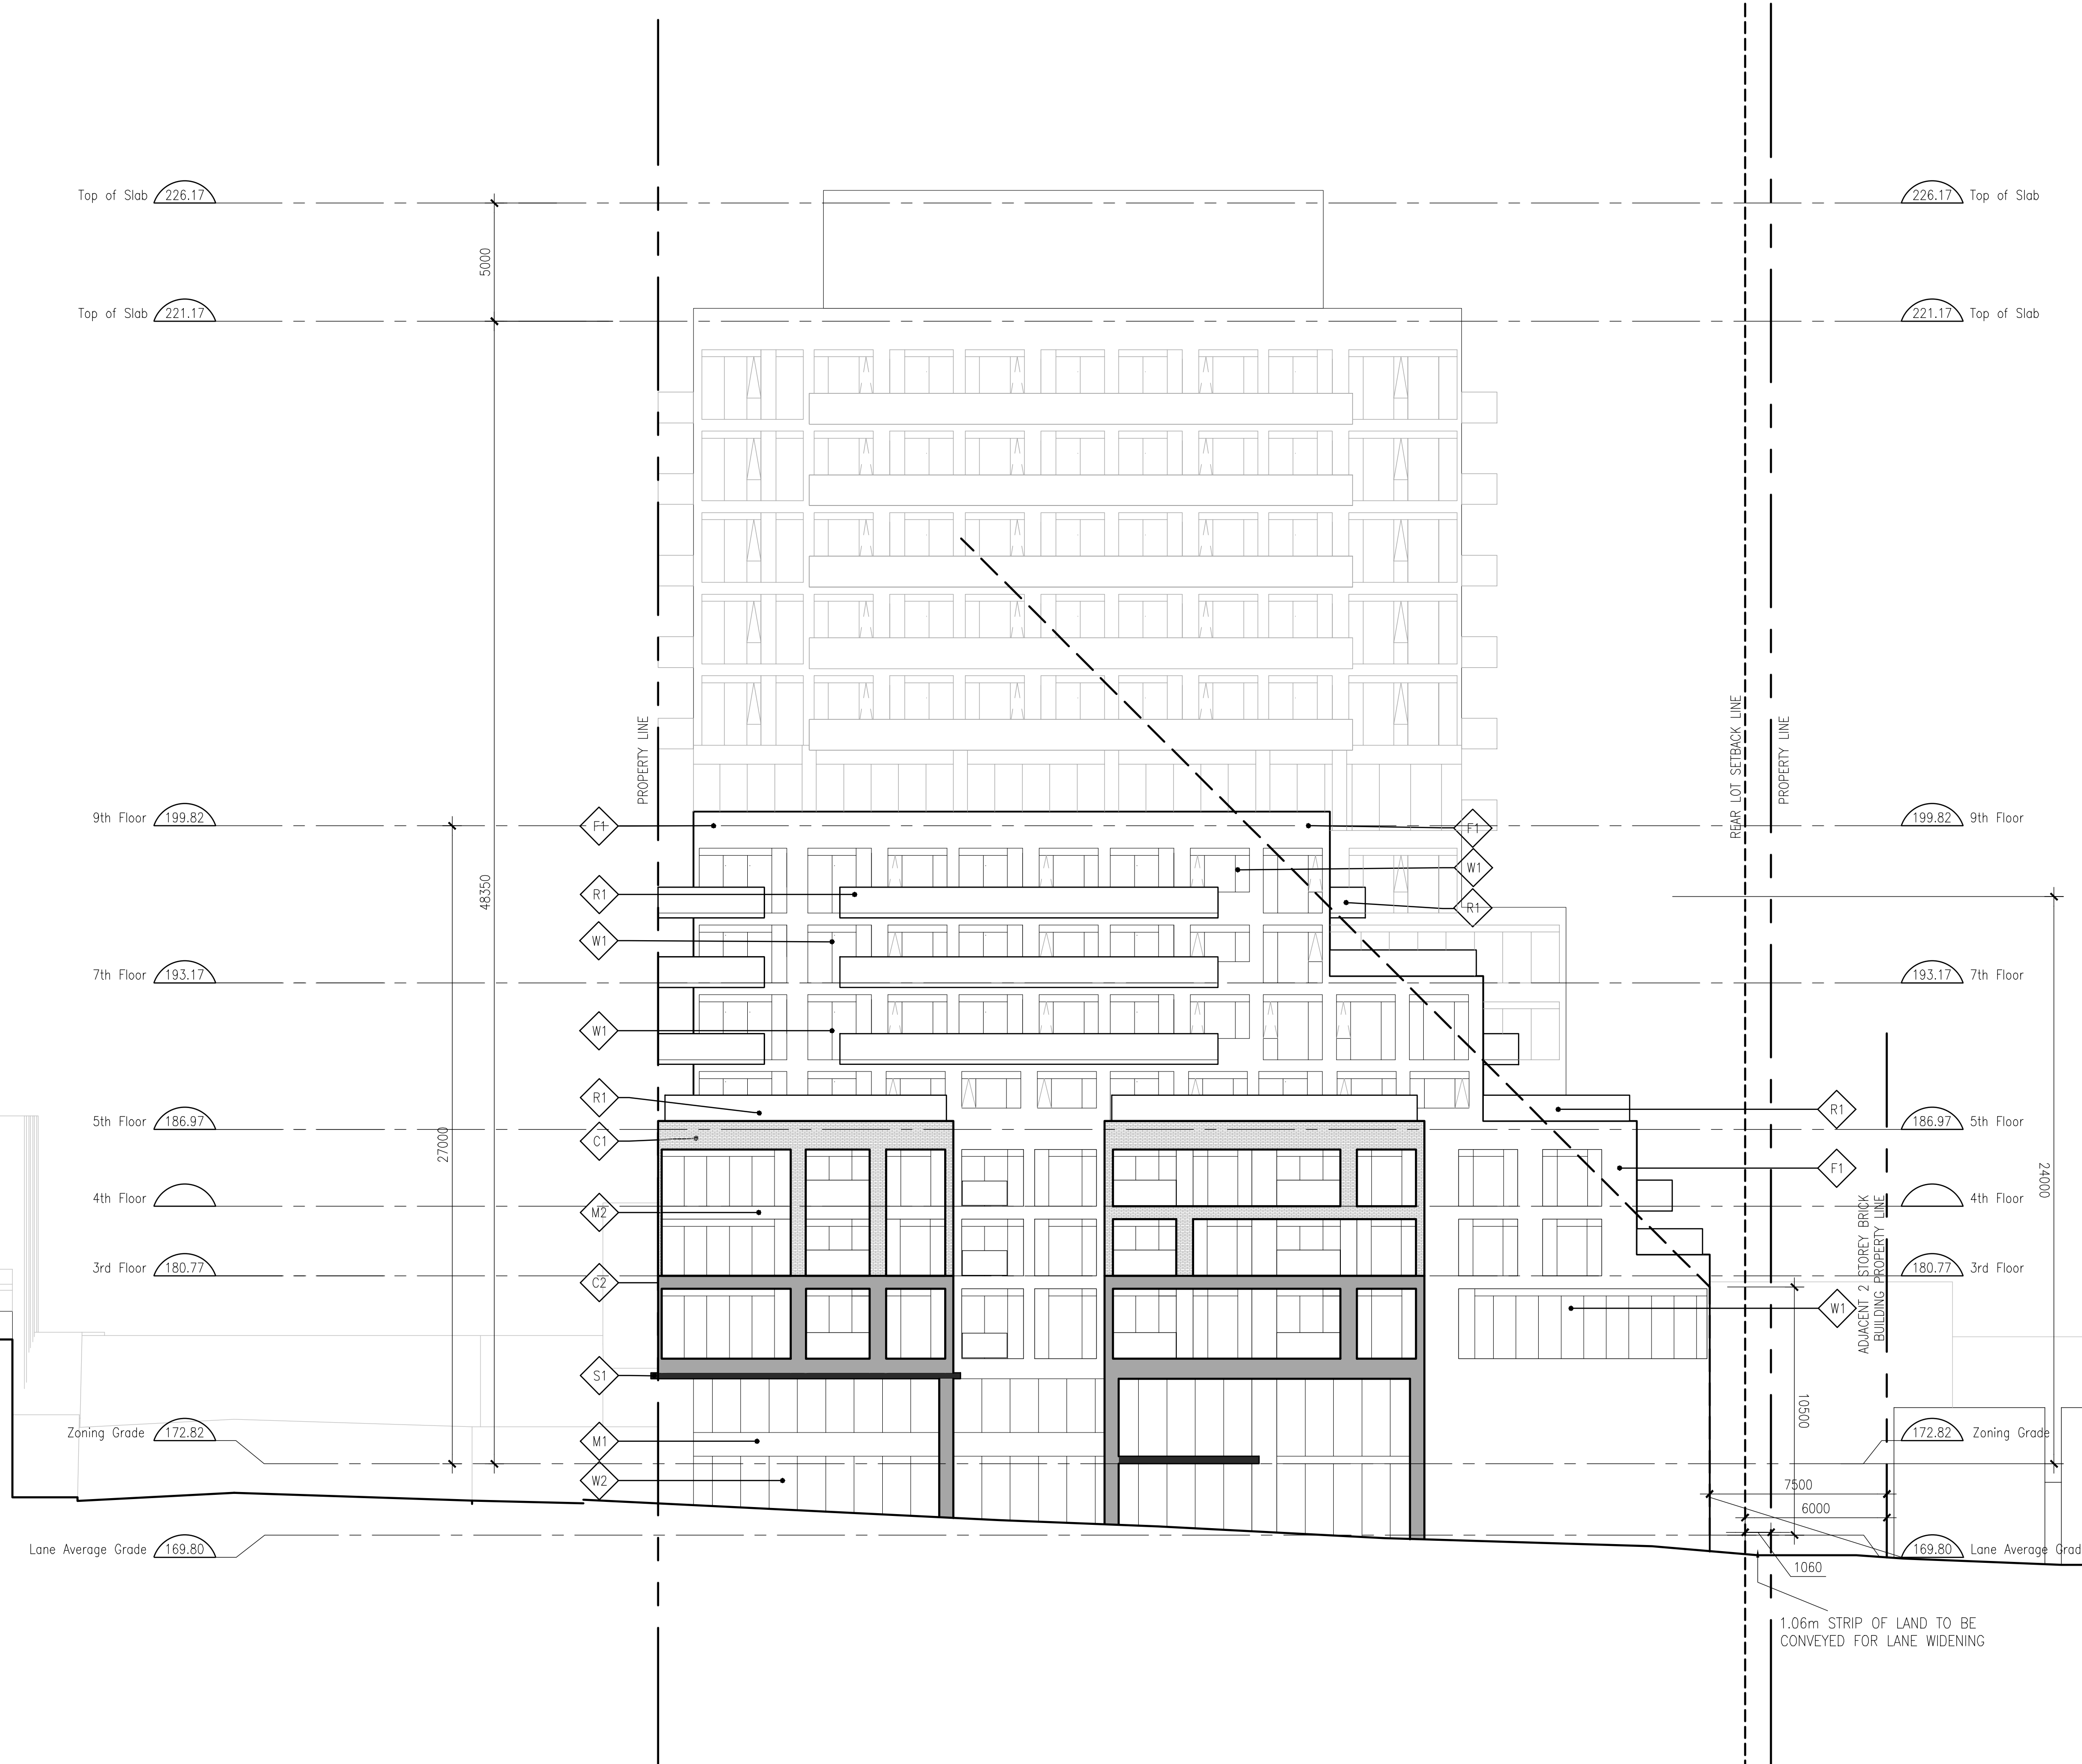 Top of Slab 226.17
226.17 Top of Slab
5000
Top of Slab 221.17
221.17 Top of Slab
PROPERTY LINE
REAR LOT SETBACK LINE
PROPERTY LINE
9th Floor 199.82
F1
F1
199.82 9th Floor
W1
48350
R1
R1
W1
7th Floor 193.17
193.17 7th Floor
W1
R1
R1
5th Floor 186.97
186.97 5th Floor
27000
C1
F1
24000
4th Floor
M2
4th Floor
ADJACENT 2 STOREY BRICK
BUILDING PROPERTY LINE
3rd Floor 180.77
C2
180.77 3rd Floor
W1
S1
10500
Zoning Grade 172.82
M1
172.82 Zoning Grade
W2
7500
6000
Lane Average Grade 169.80
169.80 Lane Average Grad
1060
1.06m STRIP OF LAND TO BE
CONVEYED FOR LANE WIDENING